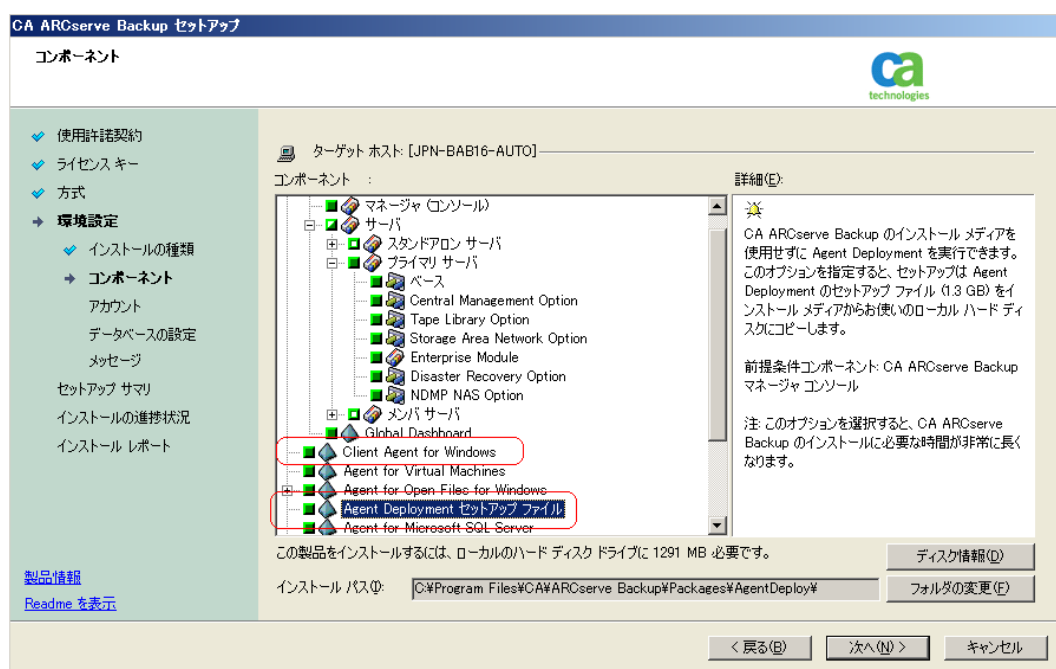 CA ARCserve Backup セットアップ
コンポーネント
ca
technologies
使用許諾契約
ライセンス キー
方式
環境設定
インストールの種類
コンポーネント
アカウント
データベースの設定
メッセージ
セットアップ サマリ
インストールの進捗状況
インストール レポート
製品情報
Readme を表示
ターゲット ホスト: [JPN-BAB16-AUTO]
コンポーネント :
マネージャ (コンソール)
サーバ
スタンドアロン サーバ
プライマリ サーバ
ベース
Central Management Option
Tape Library Option
Storage Area Network Option
Enterprise Module
Disaster Recovery Option
NDMP NAS Option
メンバ サーバ
Global Dashboard
Client Agent for Windows
Agent for Virtual Machines
Agent for Open Files for Windows
Agent Deployment セットアップ ファイル
Agent for Microsoft SQL Server
詳細(E):
CA ARCserve Backup のインストール メディアを
使用せずに Agent Deployment を実行できます。
このオプションを指定すると、セットアップは Agent
Deployment のセットアップ ファイル (1.3 GB) をイ
ンストール メディアからお使いのローカル ハード ディ
スクにコピーします。
前提条件コンポーネント: CA ARCserve Backup
マネージャ コンソール
注: このオプションを選択すると、CA ARCserve
Backup のインストールに必要な時間が非常に長く
なります。
この製品をインストールするには、ローカルのハード ディスク ドライブに 1291 MB 必要です。
ディスク情報(D)
インストール パス(I):
C:¥Program Files¥CA¥ARCserve Backup¥Packages¥AgentDeploy¥
フォルダの変更(F)
< 戻る(B)
次へ(N) >
キャンセル